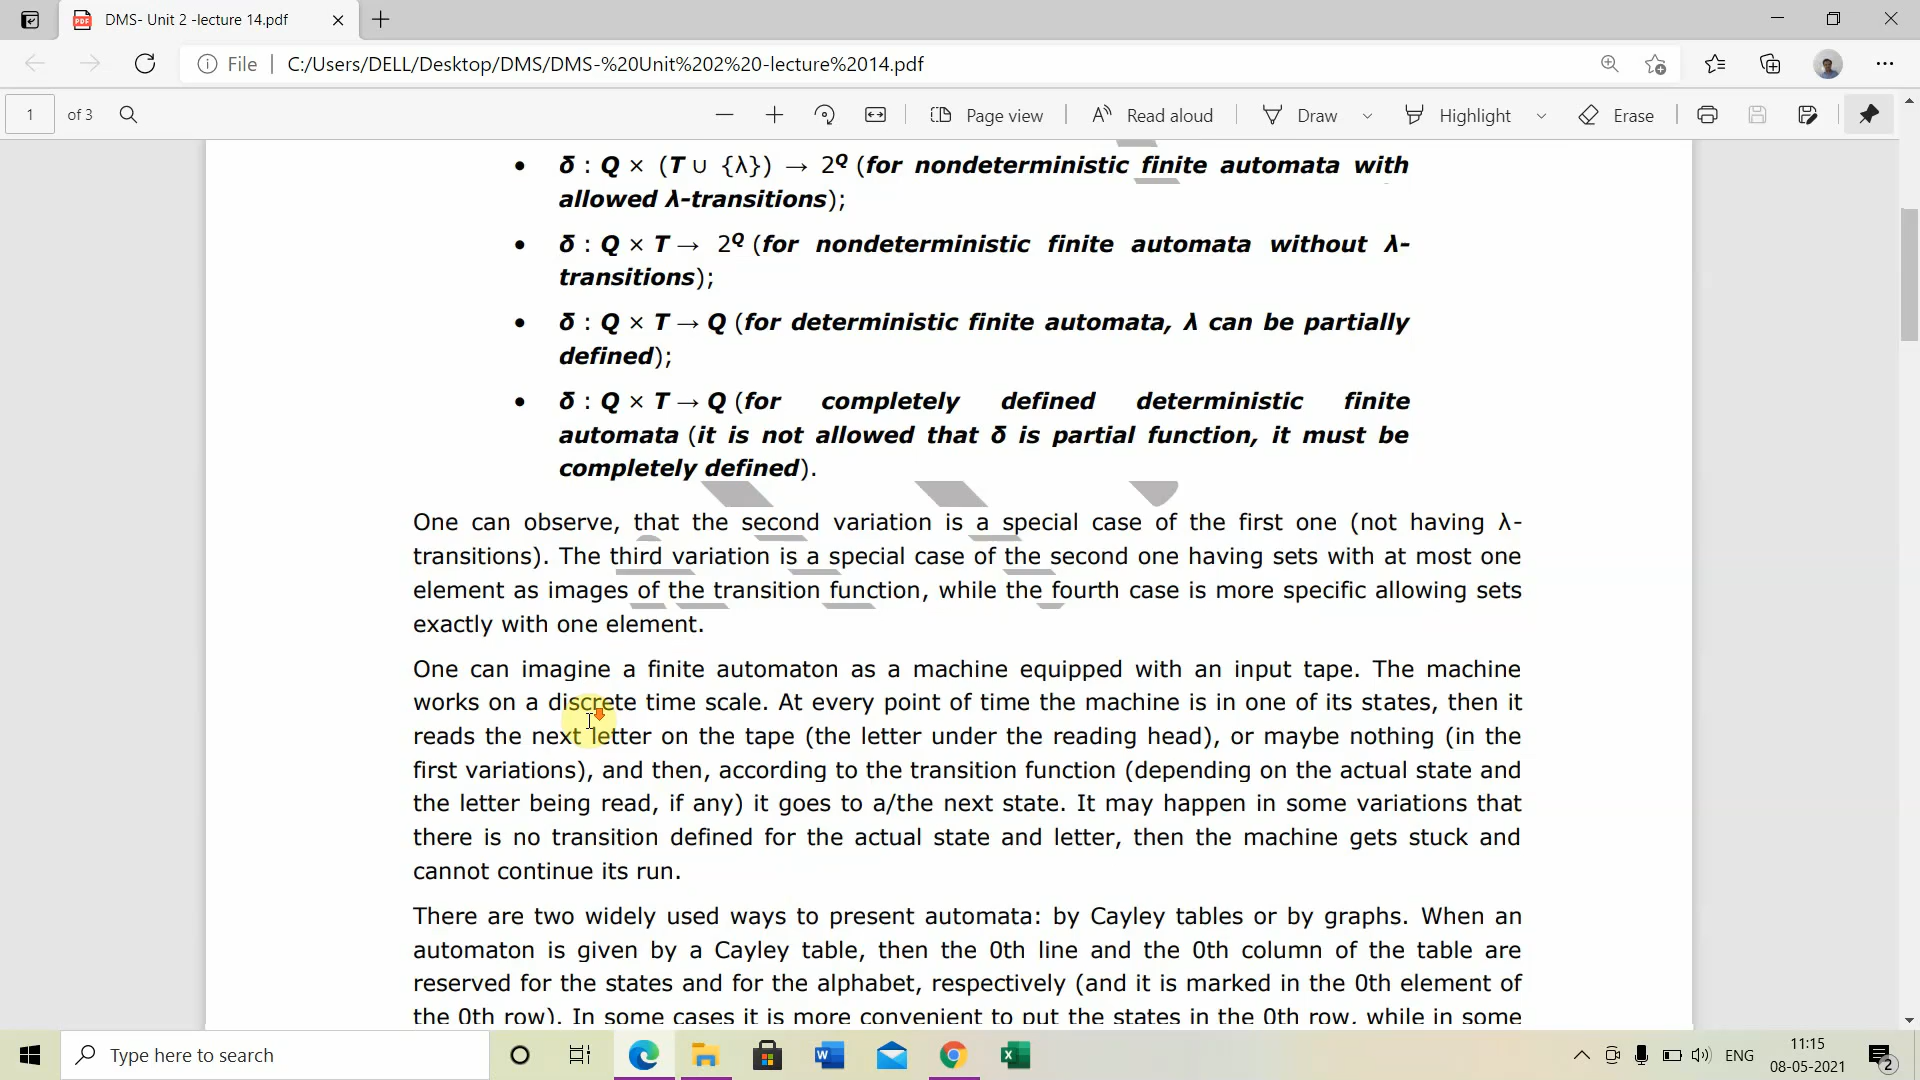 DMS- Unit 2 -lecture 14.pdf
File
C:/Users/DELL/Desktop/DMS/DMS-%20Unit%202%20-lecture%2014.pdf
1 of 3
Page view
Read aloud
Draw
Highlight
Erase
• δ : Q × (T ∪ {λ}) → 2^Q (for nondeterministic finite automata with
allowed λ-transitions);
• δ : Q × T → 2^Q (for nondeterministic finite automata without λ-
transitions);
• δ : Q × T → Q (for deterministic finite automata, λ can be partially
defined);
• δ : Q × T → Q (for completely defined deterministic finite
automata (it is not allowed that δ is partial function, it must be
completely defined).
One can observe, that the second variation is a special case of the first one (not having λ-
transitions). The third variation is a special case of the second one having sets with at most one
element as images of the transition function, while the fourth case is more specific allowing sets
exactly with one element.
One can imagine a finite automaton as a machine equipped with an input tape. The machine
works on a discrete time scale. At every point of time the machine is in one of its states, then it
reads the next letter on the tape (the letter under the reading head), or maybe nothing (in the
first variations), and then, according to the transition function (depending on the actual state and
the letter being read, if any) it goes to a/the next state. It may happen in some variations that
there is no transition defined for the actual state and letter, then the machine gets stuck and
cannot continue its run.
There are two widely used ways to present automata: by Cayley tables or by graphs. When an
automaton is given by a Cayley table, then the 0th line and the 0th column of the table are
reserved for the states and for the alphabet, respectively (and it is marked in the 0th element of
the 0th row). In some cases it is more convenient to put the states in the 0th row, while in some
Type here to search
ENG
11:15
08-05-2021
2